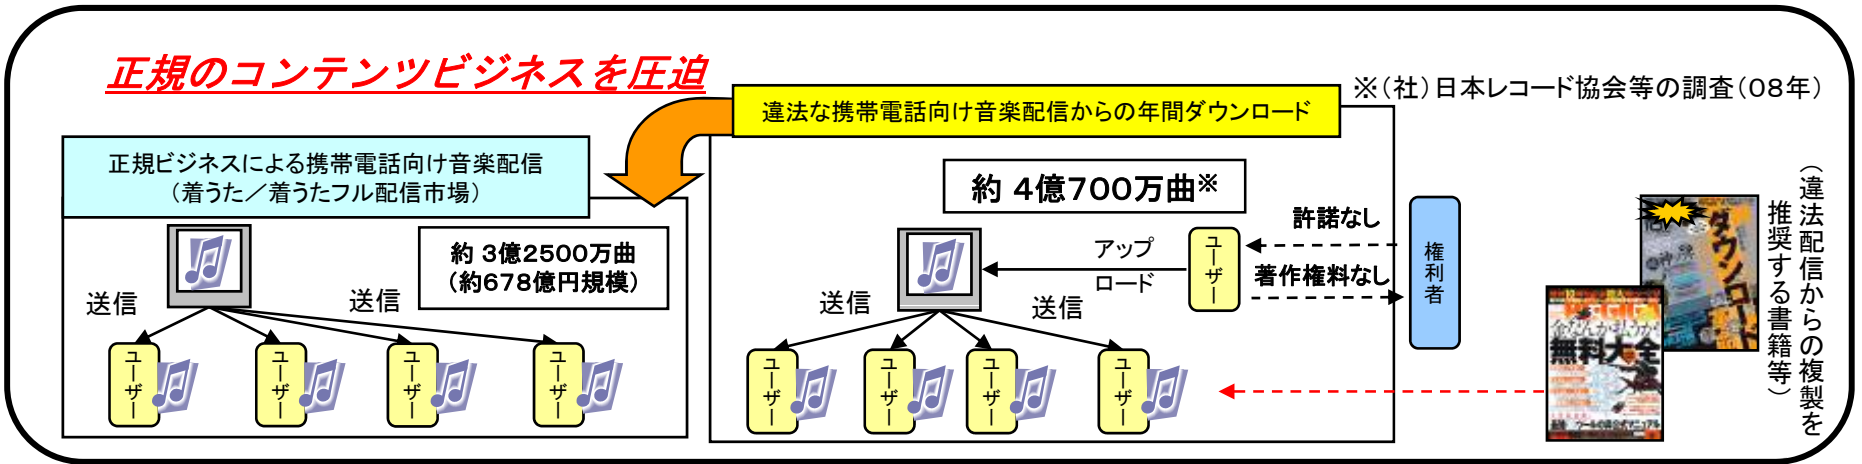 正規のコンテンツビジネスを圧迫
※（社）日本レコード協会等の調査（０８年）
違法な携帯電話向け音楽配信からの年間ダウンロード
正規ビジネスによる携帯電話向け音楽配信
（着うた／着うたフル配信市場）
約 ３億２５００万曲
（約６７８億円規模）
送信
送信
ユーザー
ユーザー
ユーザー
ユーザー
約 ４億７００万曲※
アップ
ロード
ユーザー
許諾なし
著作権料なし
権利者
送信
送信
ユーザー
ユーザー
ユーザー
ユーザー
ダウンロード
無料大全
（違法配信からの複製を
推奨する書籍等）